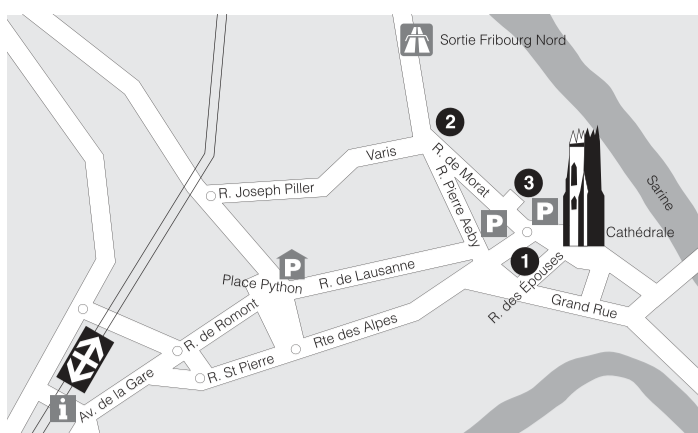 Sortie Fribourg Nord
2
Varis
R. de Morat
3
R. Joseph Piller
R. Pierre Aeby
Sarine
P
P
Cathédrale
P
1
R. de Lausanne
Place Python
R. des Épouses
Grand Rue
R. de Romont
Rte des Alpes
R. St Pierre
Av. de la Gare
i